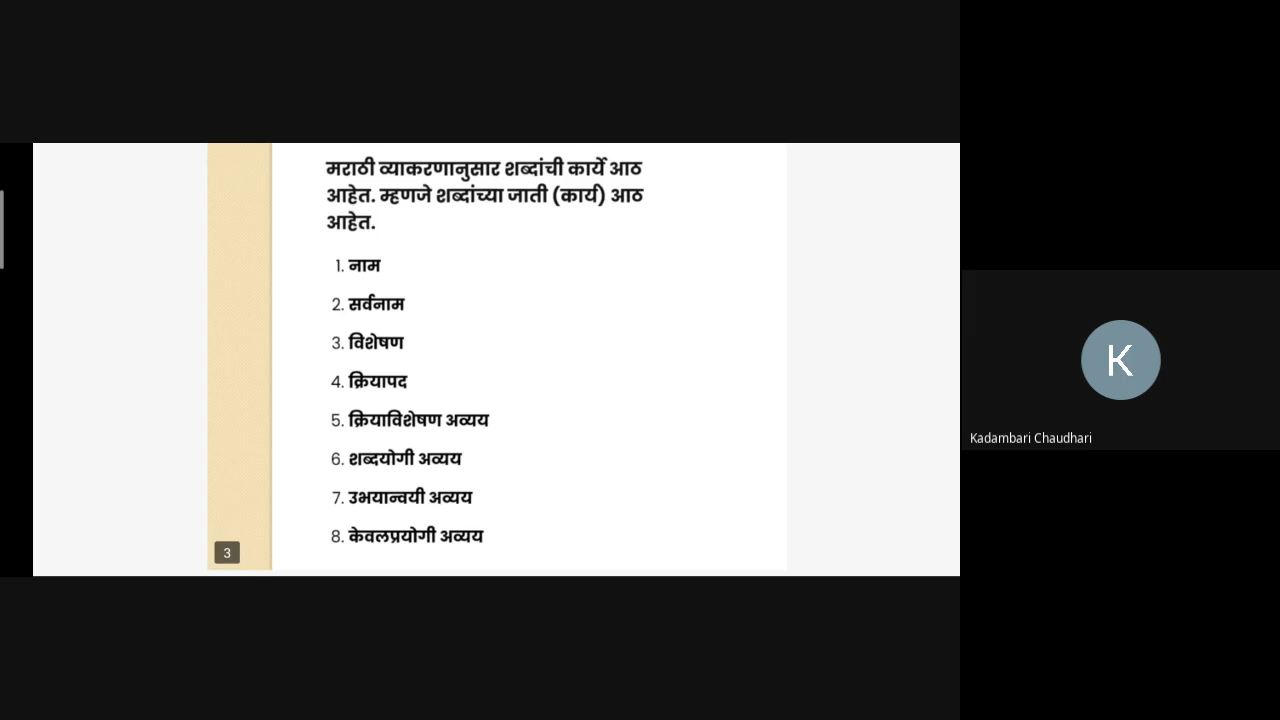 मराठी व्याकरणानुसार शब्दांची कार्ये आठ
आहेत. म्हणजे शब्दांच्या जाती (कार्य) आठ
आहेत.
1. नाम
2. सर्वनाम
3. विशेषण
4. क्रियापद
5. क्रियाविशेषण अव्यय
6. शब्दयोगी अव्यय
7. उभयान्वयी अव्यय
8. केवलप्रयोगी अव्यय
3
K
Kadambari Chaudhari